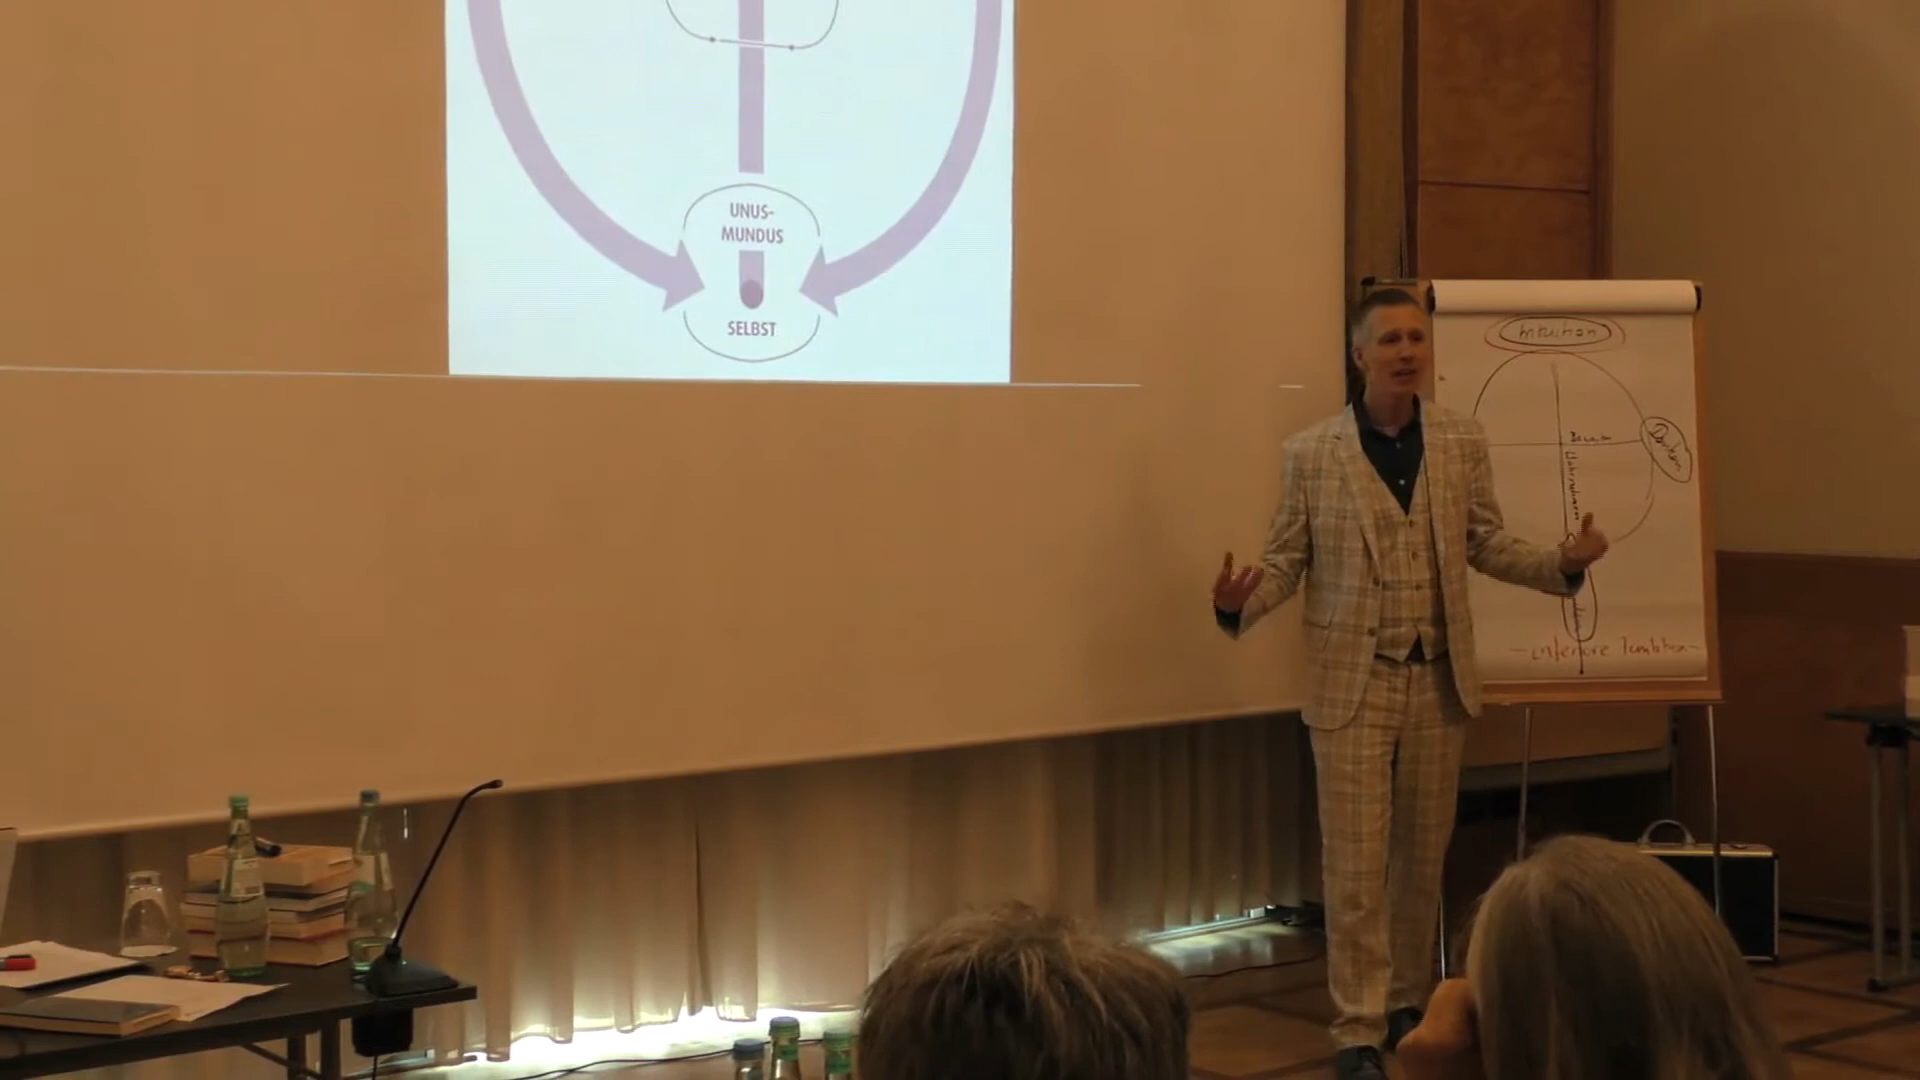 UNUS-
MUNDUS
SELBST
Intuition
Denken
- inferiore Funktion -